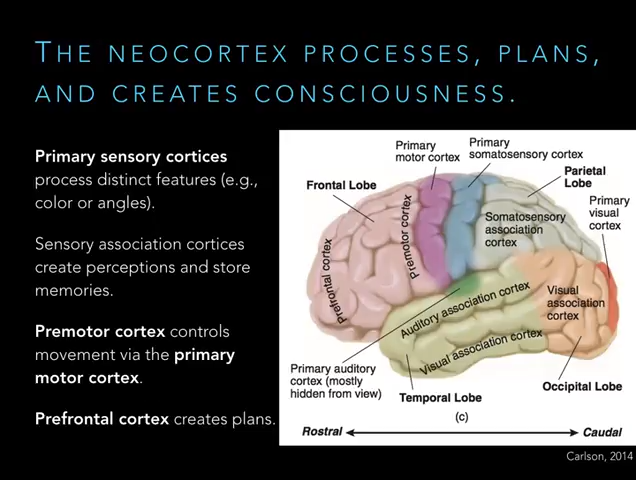 THE NEOCORTEX PROCESSES, PLANS,
AND CREATES CONSCIOUSNESS.
Primary sensory cortices
process distinct features (e.g.,
color or angles).
Sensory association cortices
create perceptions and store
memories.
Premotor cortex controls
movement via the primary
motor cortex.
Prefrontal cortex creates plans.
Primary
motor cortex
Primary
somatosensory cortex
Frontal Lobe
Parietal
Lobe
Primary
visual
cortex
Prefrontal cortex
Premotor cortex
Somatosensory
association
cortex
Auditory association cortex
Visual association cortex
Visual
association
cortex
Primary auditory
cortex (mostly
hidden from view)
Temporal Lobe
Occipital Lobe
(c)
Rostral
Caudal
Carlson, 2014